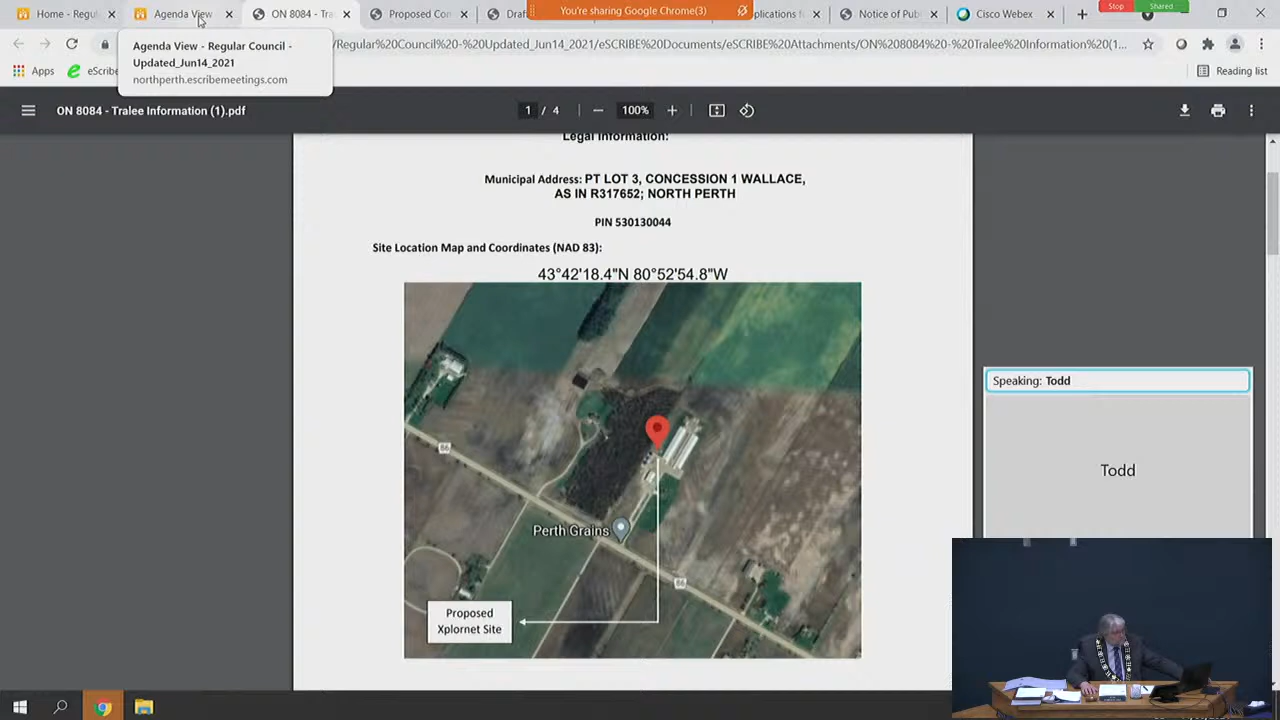 Home - Regul
Agenda View
ON 8084 - Tra
Proposed Con
Draf
You're sharing Google Chrome(3)
plications fo
Notice of Pub
Cisco Webex
Stop
Shared
/Regular%20Council%20-%20Updated_Jun14_2021/eSCRIBE%20Documents/eSCRIBE%20Attachments/ON%208084%20-%20Tralee%20Information%20(1...
Agenda View - Regular Council -
Updated_Jun14_2021
northperth.escribemeetings.com
Apps
eScribe
Reading list
ON 8084 - Tralee Information (1).pdf
1 / 4
100%
Legal Information:
Municipal Address: PT LOT 3, CONCESSION 1 WALLACE,
AS IN R317652; NORTH PERTH
PIN 530130044
Site Location Map and Coordinates (NAD 83):
43°42'18.4"N 80°52'54.8"W
86
Perth Grains
86
Proposed
Xplornet Site
Speaking: Todd
Todd